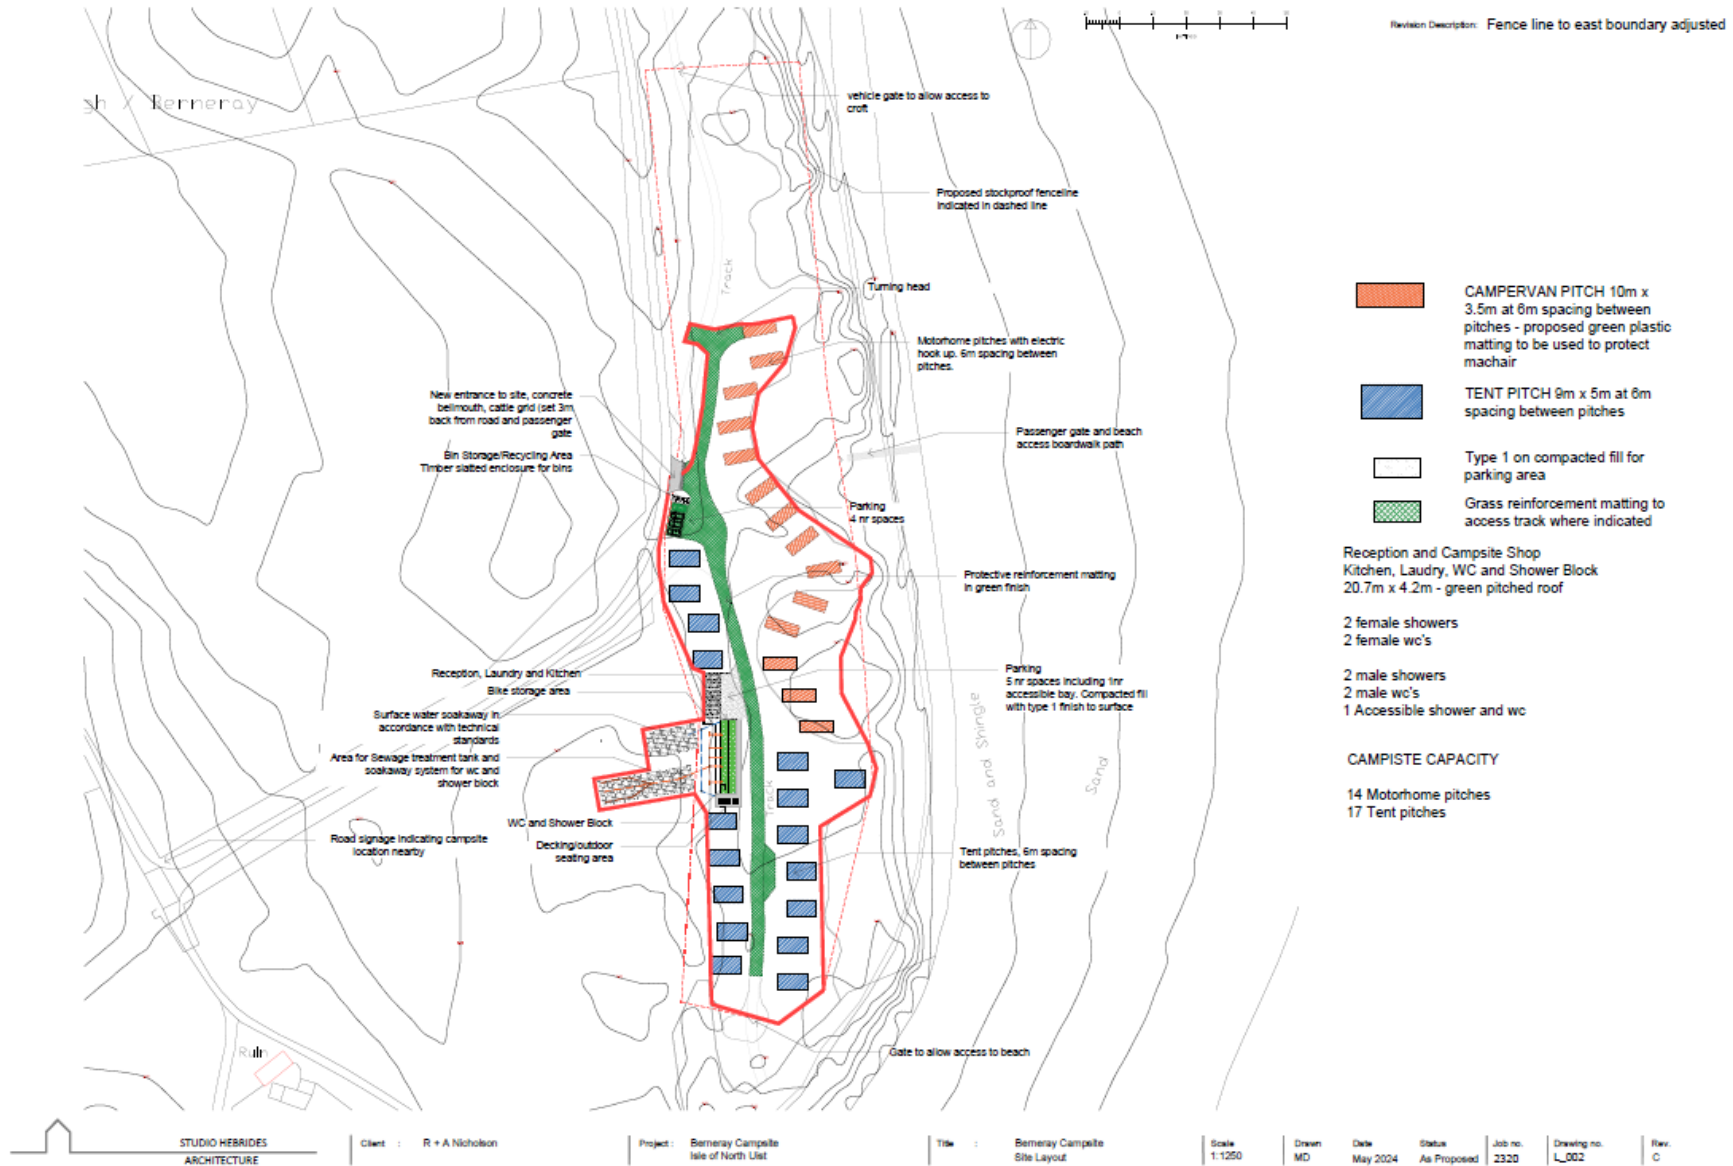 Revision Description: Fence line to east boundary adjusted
gh / Berneray
vehicle gate to allow access to
croft
Proposed stockproof fenceline
indicated in dashed line
Track
Turning head
Motorhome pitches with electric
hook up. 6m spacing between
pitches.
New entrance to site, concrete
bellmouth, cattle grid (set 3m
back from road and passenger
gate
Bin Storage/Recycling Area
Timber slatted enclosure for bins
Passenger gate and beach
access boardwalk path
Parking
4 nr spaces
Protective reinforcement matting
in green finish
Reception, Laundry and Kitchen
Bike storage area
Surface water soakaway in
accordance with technical
standards
Area for Sewage treatment tank and
soakaway system for wc and
shower block
Parking
5 nr spaces including 1nr
accessible bay. Compacted fill
with type 1 finish to surface
Sand and Shingle
Sand
Track
WC and Shower Block
Decking/outdoor
seating area
Road signage indicating campsite
location nearby
Tent pitches, 6m spacing
between pitches
Ruin
Gate to allow access to beach
CAMPERVAN PITCH 10m x
3.5m at 6m spacing between
pitches - proposed green plastic
matting to be used to protect
machair
TENT PITCH 9m x 5m at 6m
spacing between pitches
Type 1 on compacted fill for
parking area
Grass reinforcement matting to
access track where indicated
Reception and Campsite Shop
Kitchen, Laudry, WC and Shower Block
20.7m x 4.2m - green pitched roof
2 female showers
2 female wc's
2 male showers
2 male wc's
1 Accessible shower and wc
CAMPISTE CAPACITY
14 Motorhome pitches
17 Tent pitches
STUDIO HEBRIDES
ARCHITECTURE
Client : R + A Nicholson
Project : Berneray Campsite
Isle of North Uist
Title : Berneray Campsite
Site Layout
Scale
1:1250
Drawn
MD
Date
May 2024
Status
As Proposed
Job no.
2320
Drawing no.
L_002
Rev.
C